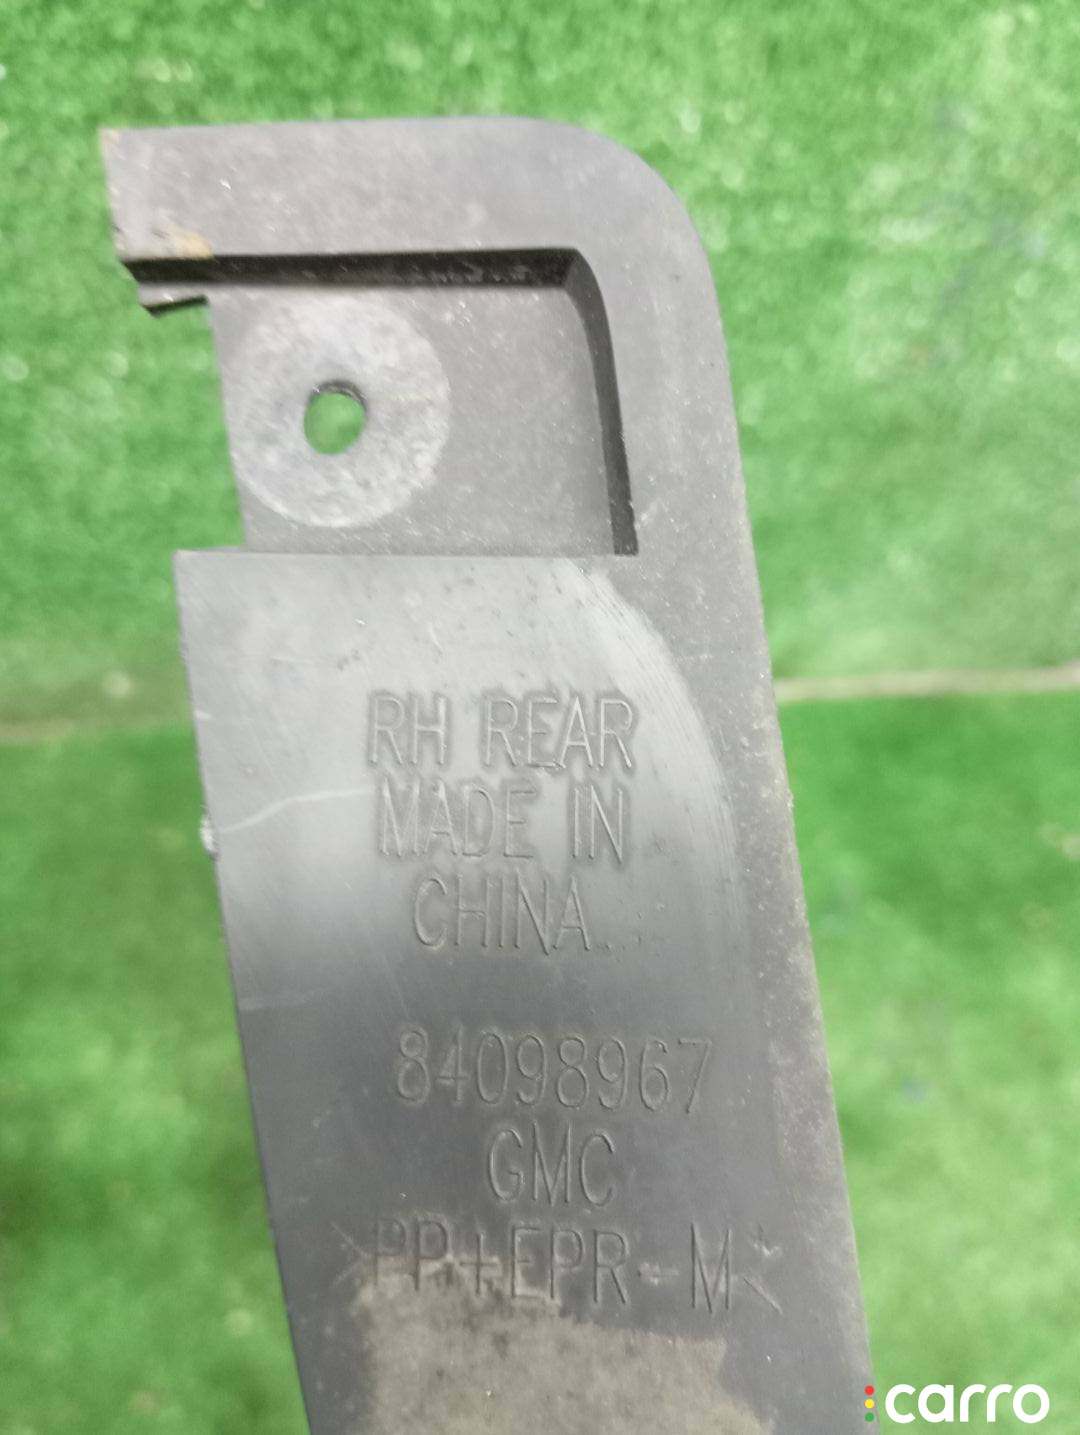 RH REAR
MADE IN
CHINA
84098967
GMC
>PP+EPR-M<
carro